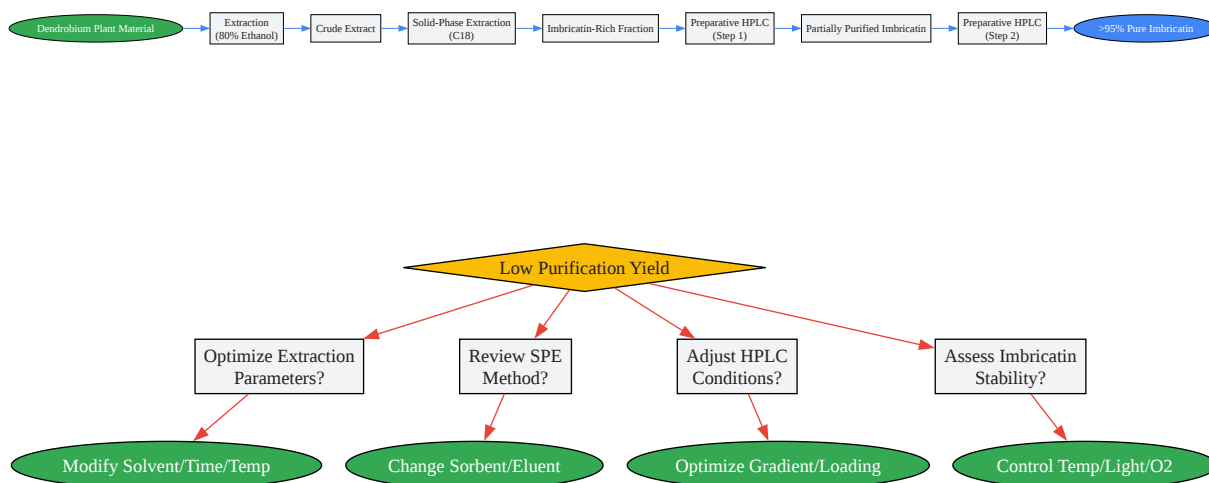 Dendrobium Plant Material
Extraction
(80% Ethanol)
Crude Extract
Solid-Phase Extraction
(C18)
Imbricatin-Rich Fraction
Preparative HPLC
(Step 1)
Partially Purified Imbricatin
Preparative HPLC
(Step 2)
>95% Pure Imbricatin
Low Purification Yield
Optimize Extraction
Parameters?
Review SPE
Method?
Adjust HPLC
Conditions?
Assess Imbricatin
Stability?
Modify Solvent/Time/Temp
Change Sorbent/Eluent
Optimize Gradient/Loading
Control Temp/Light/O2